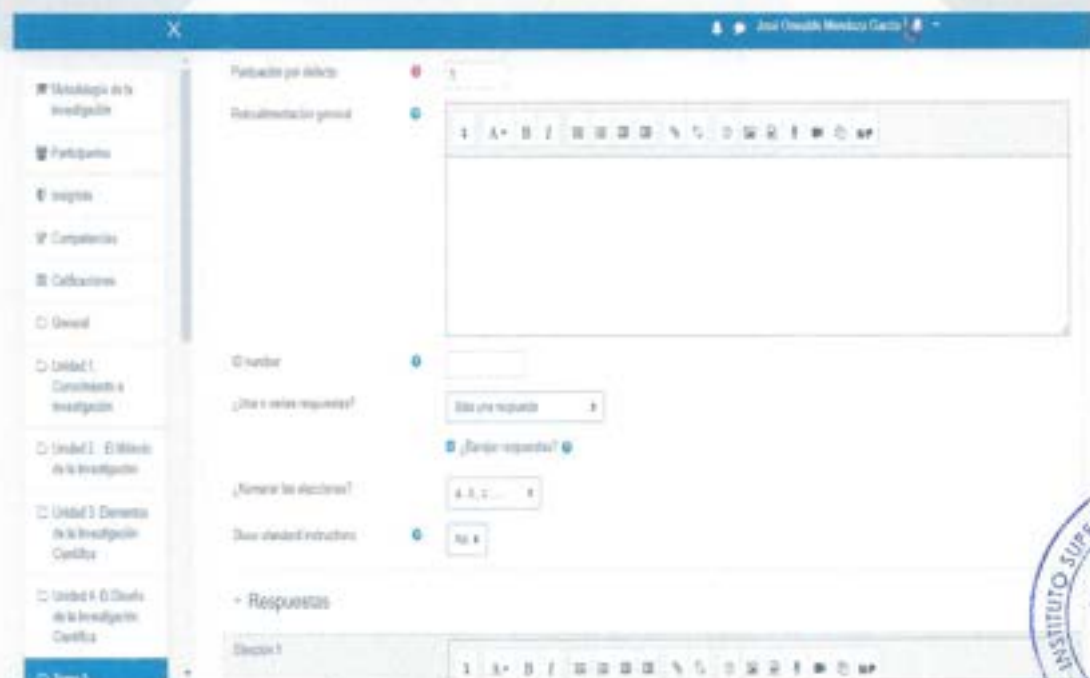 X
José Oswaldo Mendoza García
Metodología de la
Investigación
Participantes
Insignias
Competencias
Calificaciones
General
Unidad 1.
Conocimiento e
Investigación
Unidad 2. El Método
de la Investigación
Unidad 3. Elementos
de la Investigación
Científica
Unidad 4. El Diseño
de la Investigación
Científica
Puntuación por defecto
1
Retroalimentación general
ID number
¿Una o varias respuestas?
Sólo una respuesta
¿Barajar respuestas?
¿Numerar las elecciones?
Show standard instructions
No
Respuestas
Elección 1
INSTITUTO SUPE